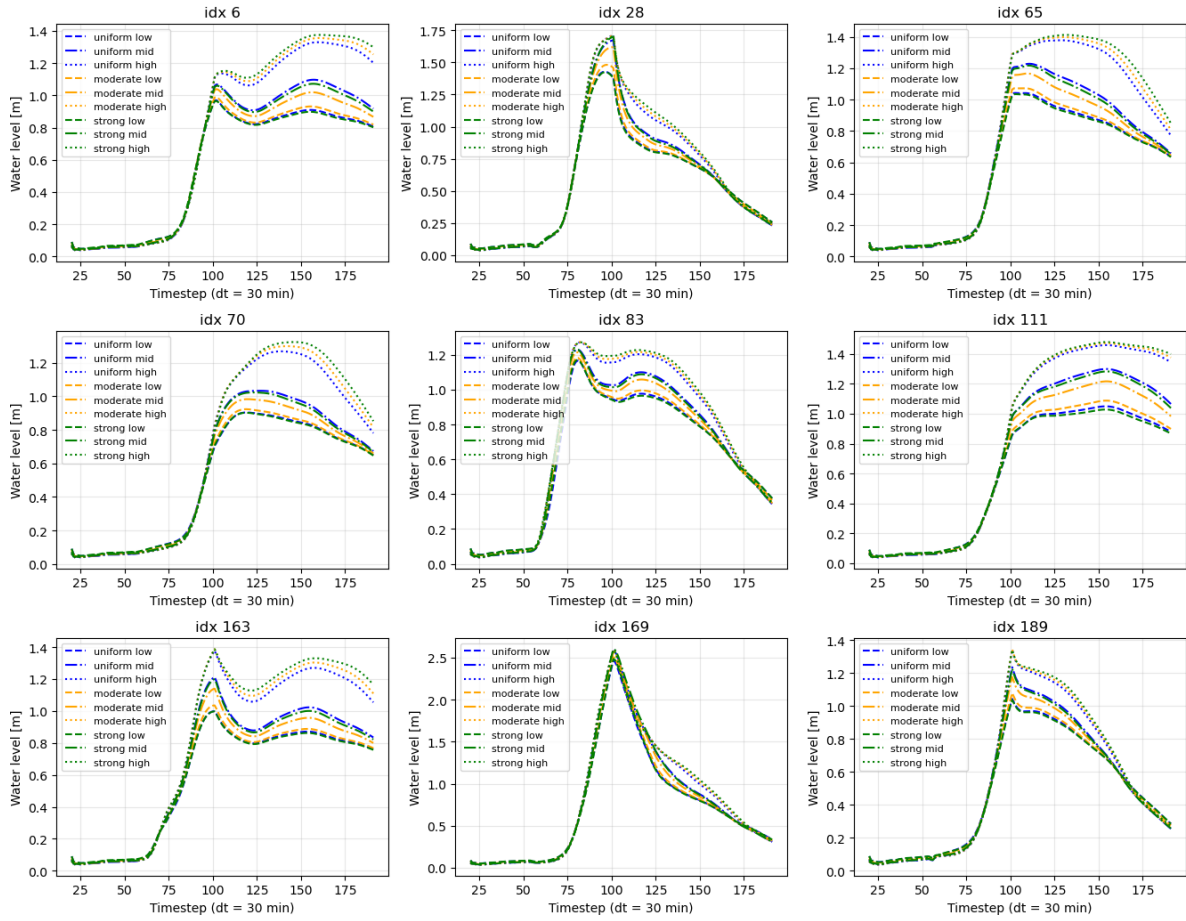 idx 6
uniform low
uniform mid
uniform high
moderate low
moderate mid
moderate high
strong low
strong mid
strong high
Water level [m]
1.4
1.2
1.0
0.8
0.6
0.4
0.2
0.0
25 50 75 100 125 150 175
Timestep (dt = 30 min)
idx 28
uniform low
uniform mid
uniform high
moderate low
moderate mid
moderate high
strong low
strong mid
strong high
Water level [m]
1.75
1.50
1.25
1.00
0.75
0.50
0.25
0.00
25 50 75 100 125 150 175
Timestep (dt = 30 min)
idx 65
uniform low
uniform mid
uniform high
moderate low
moderate mid
moderate high
strong low
strong mid
strong high
Water level [m]
1.4
1.2
1.0
0.8
0.6
0.4
0.2
0.0
25 50 75 100 125 150 175
Timestep (dt = 30 min)
idx 70
uniform low
uniform mid
uniform high
moderate low
moderate mid
moderate high
strong low
strong mid
strong high
Water level [m]
1.2
1.0
0.8
0.6
0.4
0.2
0.0
25 50 75 100 125 150 175
Timestep (dt = 30 min)
idx 83
uniform low
uniform mid
uniform high
moderate low
moderate mid
moderate high
strong low
strong mid
strong high
Water level [m]
1.2
1.0
0.8
0.6
0.4
0.2
0.0
25 50 75 100 125 150 175
Timestep (dt = 30 min)
idx 111
uniform low
uniform mid
uniform high
moderate low
moderate mid
moderate high
strong low
strong mid
strong high
Water level [m]
1.4
1.2
1.0
0.8
0.6
0.4
0.2
0.0
25 50 75 100 125 150 175
Timestep (dt = 30 min)
idx 163
uniform low
uniform mid
uniform high
moderate low
moderate mid
moderate high
strong low
strong mid
strong high
Water level [m]
1.4
1.2
1.0
0.8
0.6
0.4
0.2
0.0
25 50 75 100 125 150 175
Timestep (dt = 30 min)
idx 169
uniform low
uniform mid
uniform high
moderate low
moderate mid
moderate high
strong low
strong mid
strong high
Water level [m]
2.5
2.0
1.5
1.0
0.5
0.0
25 50 75 100 125 150 175
Timestep (dt = 30 min)
idx 189
uniform low
uniform mid
uniform high
moderate low
moderate mid
moderate high
strong low
strong mid
strong high
Water level [m]
1.4
1.2
1.0
0.8
0.6
0.4
0.2
0.0
25 50 75 100 125 150 175
Timestep (dt = 30 min)